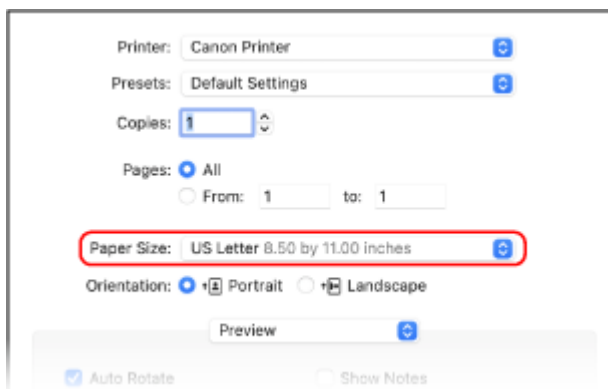 Printer: Canon Printer
Presets: Default Settings
Copies: 1
Pages: All
From: 1 to: 1
Paper Size: US Letter 8.50 by 11.00 inches
Orientation: Portrait Landscape
Preview
Auto Rotate Show Notes